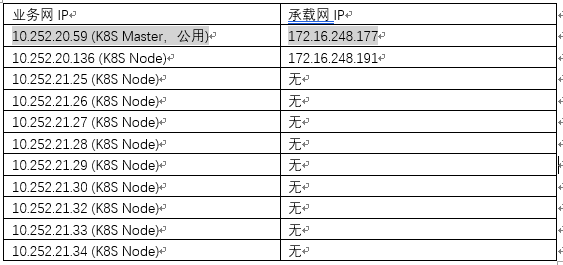 业务网 IP 承载网 IP
10.252.20.59 (K8S Master，公用) 172.16.248.177
10.252.20.136 (K8S Node) 172.16.248.191
10.252.21.25 (K8S Node) 无
10.252.21.26 (K8S Node) 无
10.252.21.27 (K8S Node) 无
10.252.21.28 (K8S Node) 无
10.252.21.29 (K8S Node) 无
10.252.21.30 (K8S Node) 无
10.252.21.32 (K8S Node) 无
10.252.21.33 (K8S Node) 无
10.252.21.34 (K8S Node) 无